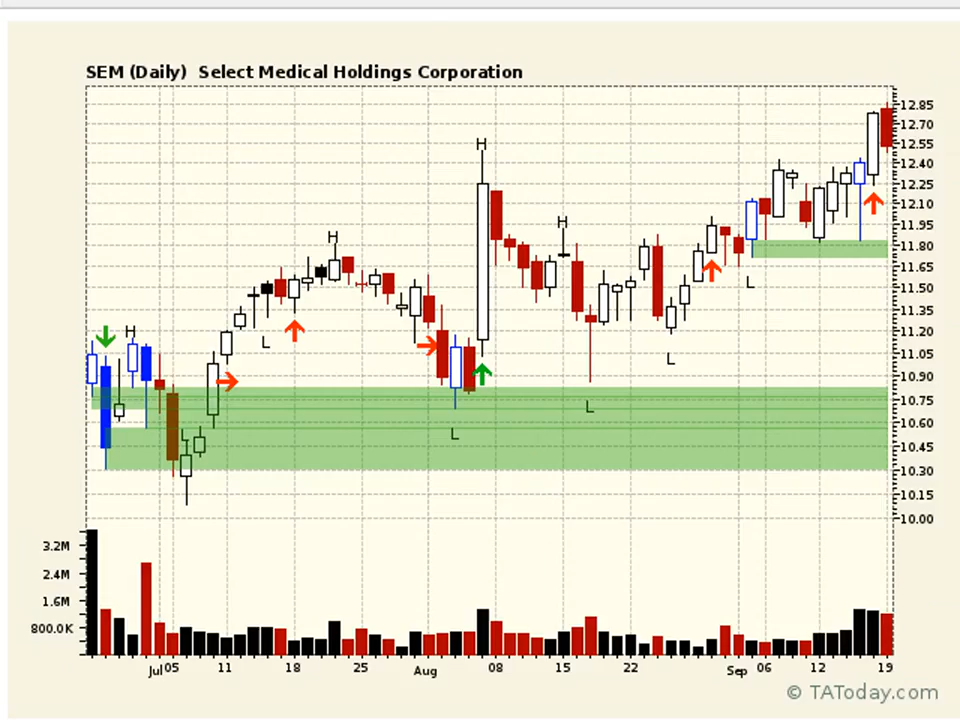 SEM (Daily)  Select Medical Holdings Corporation
12.85
12.70
12.55
12.40
12.25
12.10
11.95
11.80
11.65
11.50
11.35
11.20
11.05
10.90
10.75
10.60
10.45
10.30
10.15
10.00
H
H
H
H
L
L
L
L
L
L
3.2M
2.4M
1.6M
800.0K
Jul 05 11 18 25 Aug 08 15 22 Sep 06 12 19
© TAToday.com